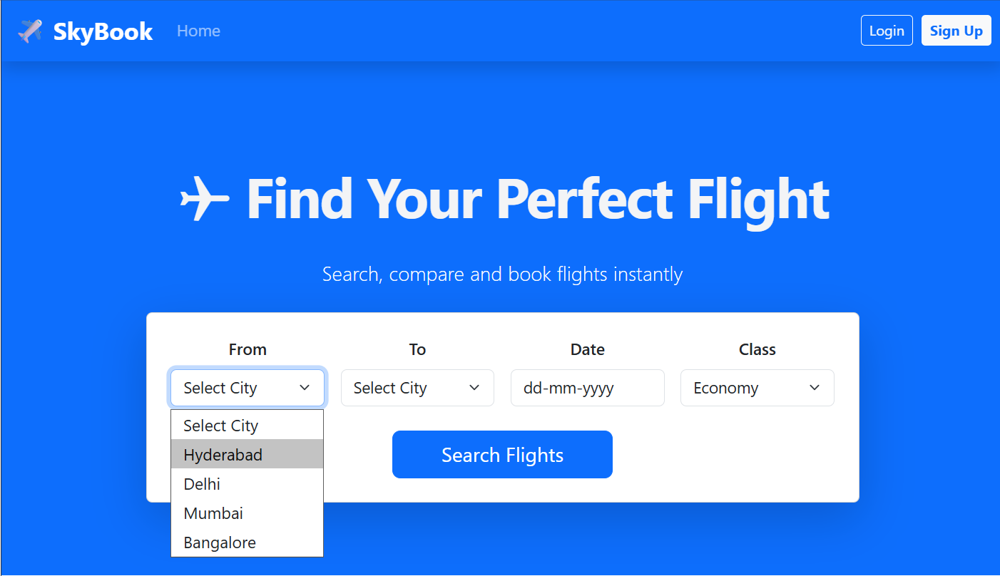 SkyBook Home Login Sign Up
Find Your Perfect Flight
Search, compare and book flights instantly
From To Date Class
Select City Select City dd-mm-yyyy Economy
Select City
Hyderabad
Delhi
Mumbai
Bangalore
Search Flights